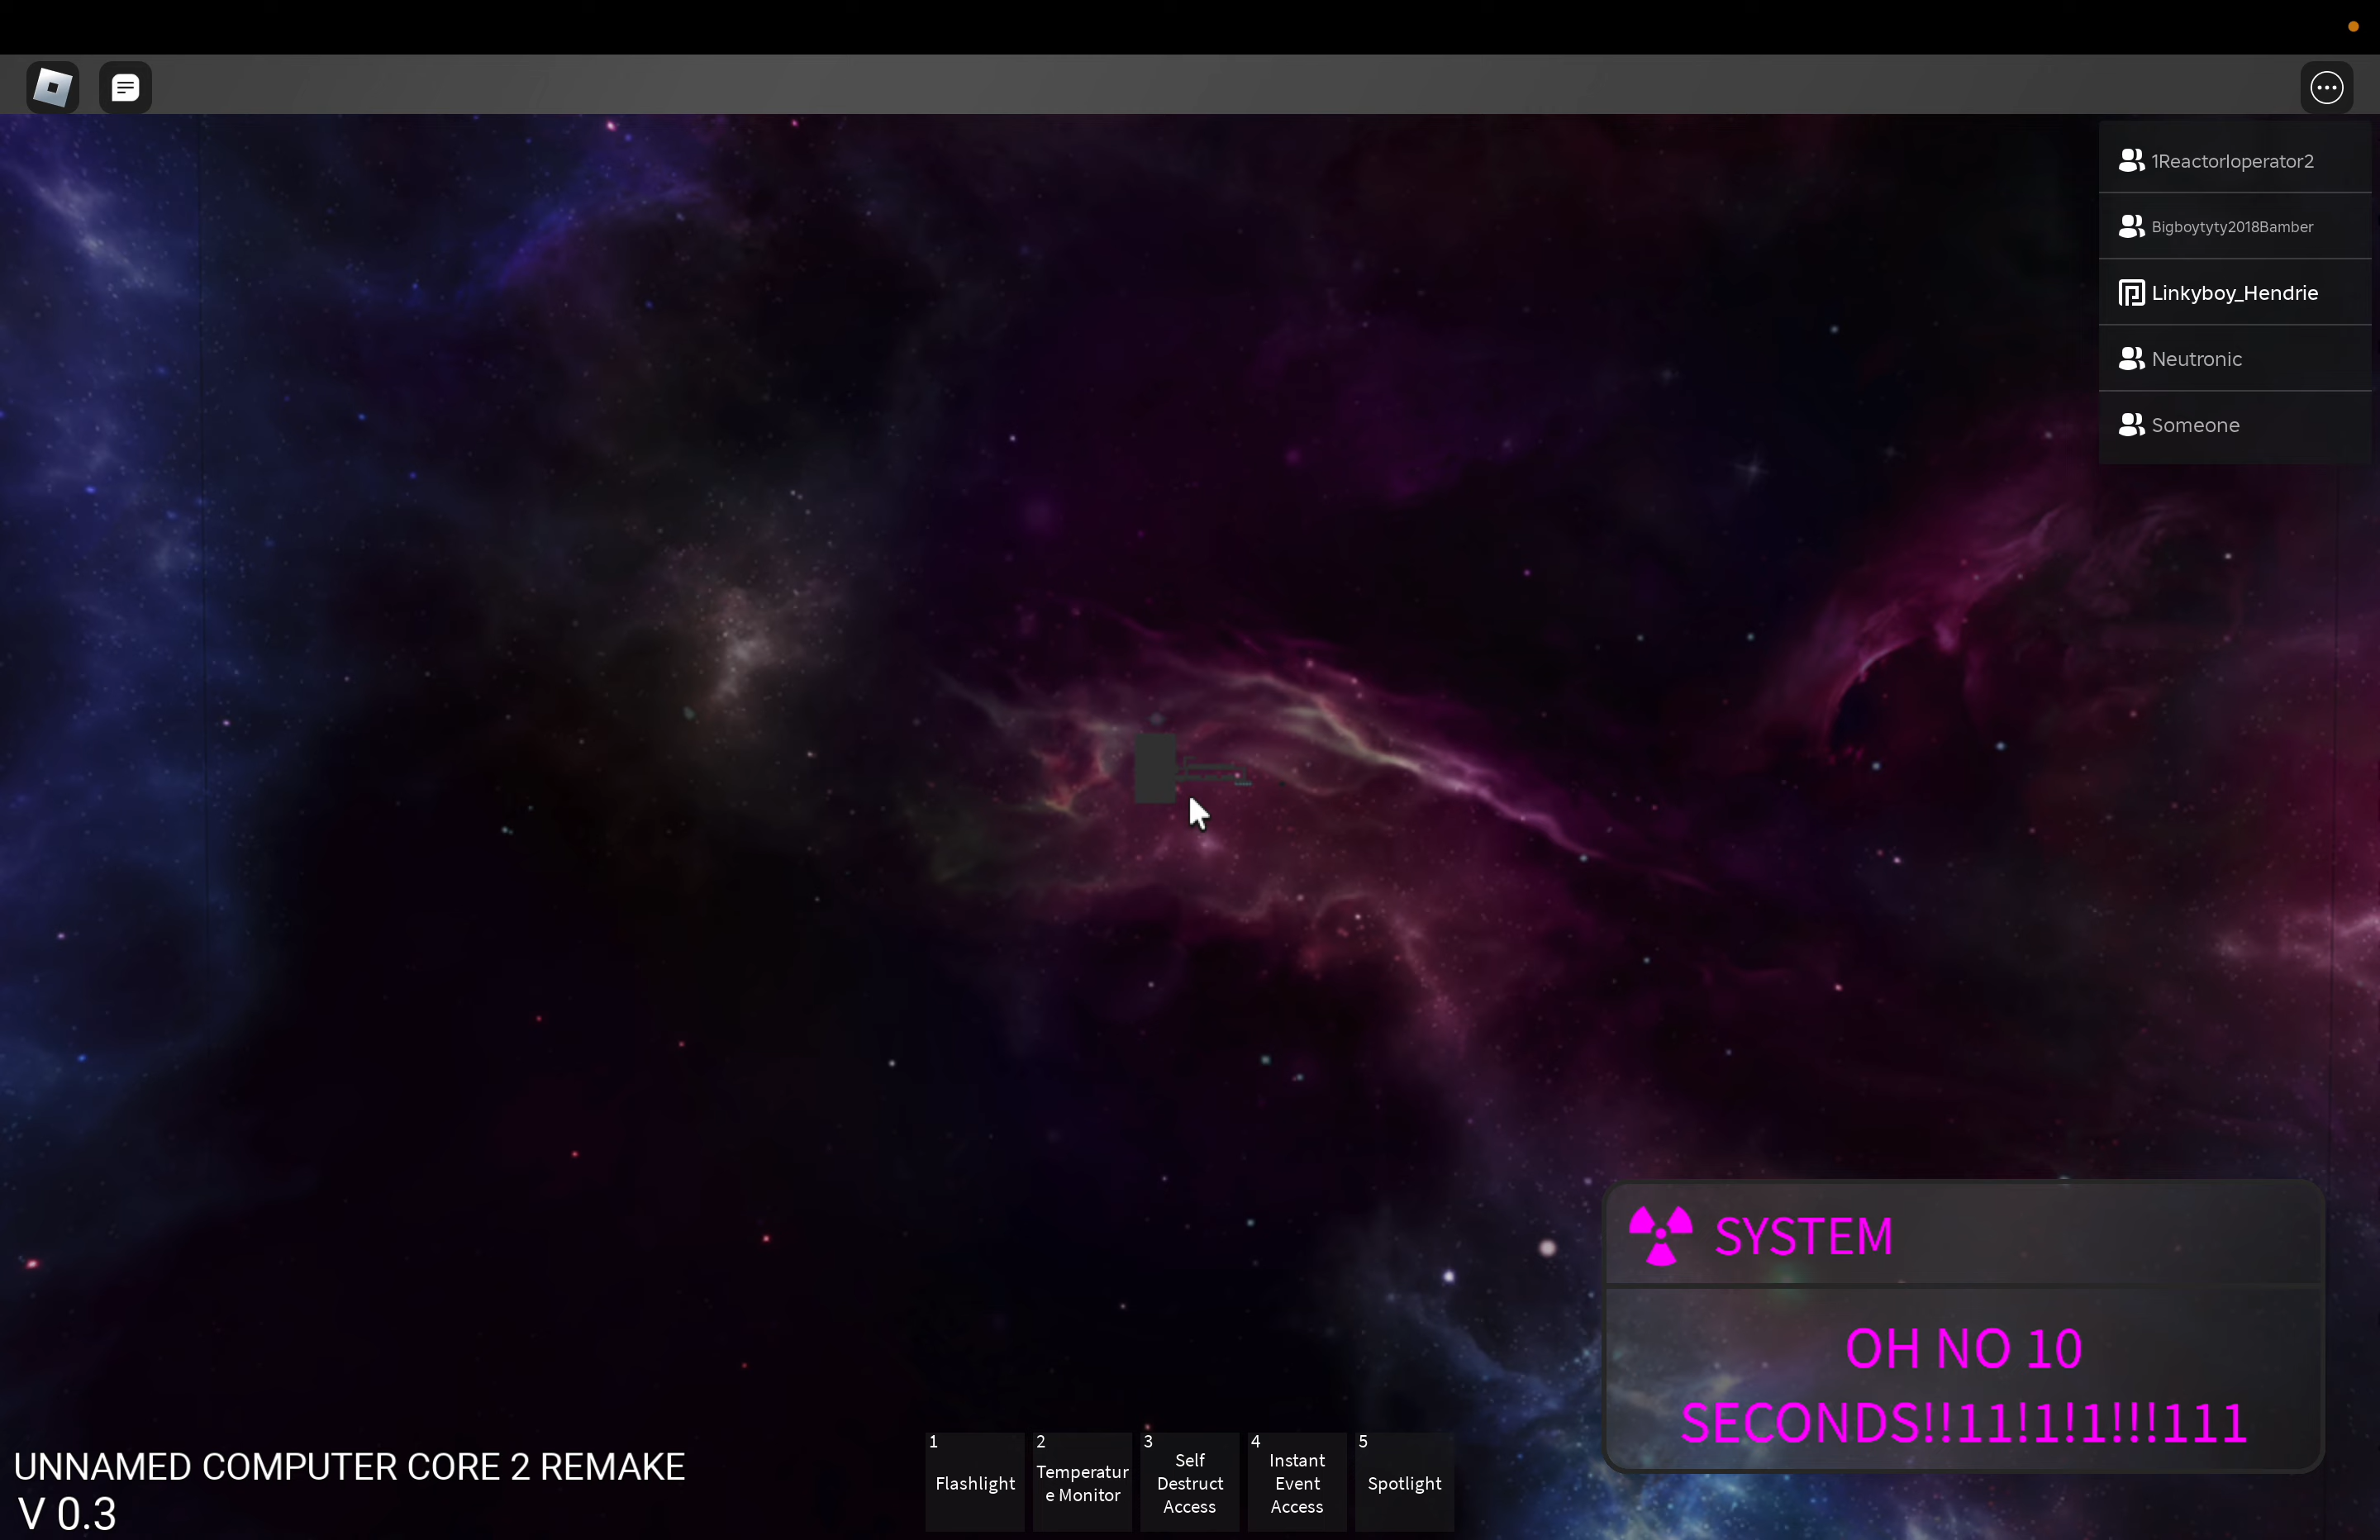 1ReactorIoperator2
Bigboytyty2018Bamber
Linkyboy_Hendrie
Neutronic
Someone
SYSTEM
OH NO 10
SECONDS!!11!1!1!!!111
UNNAMED COMPUTER CORE 2 REMAKE
V 0.3
1
Flashlight
2
Temperatur
e Monitor
3
Self
Destruct
Access
4
Instant
Event
Access
5
Spotlight